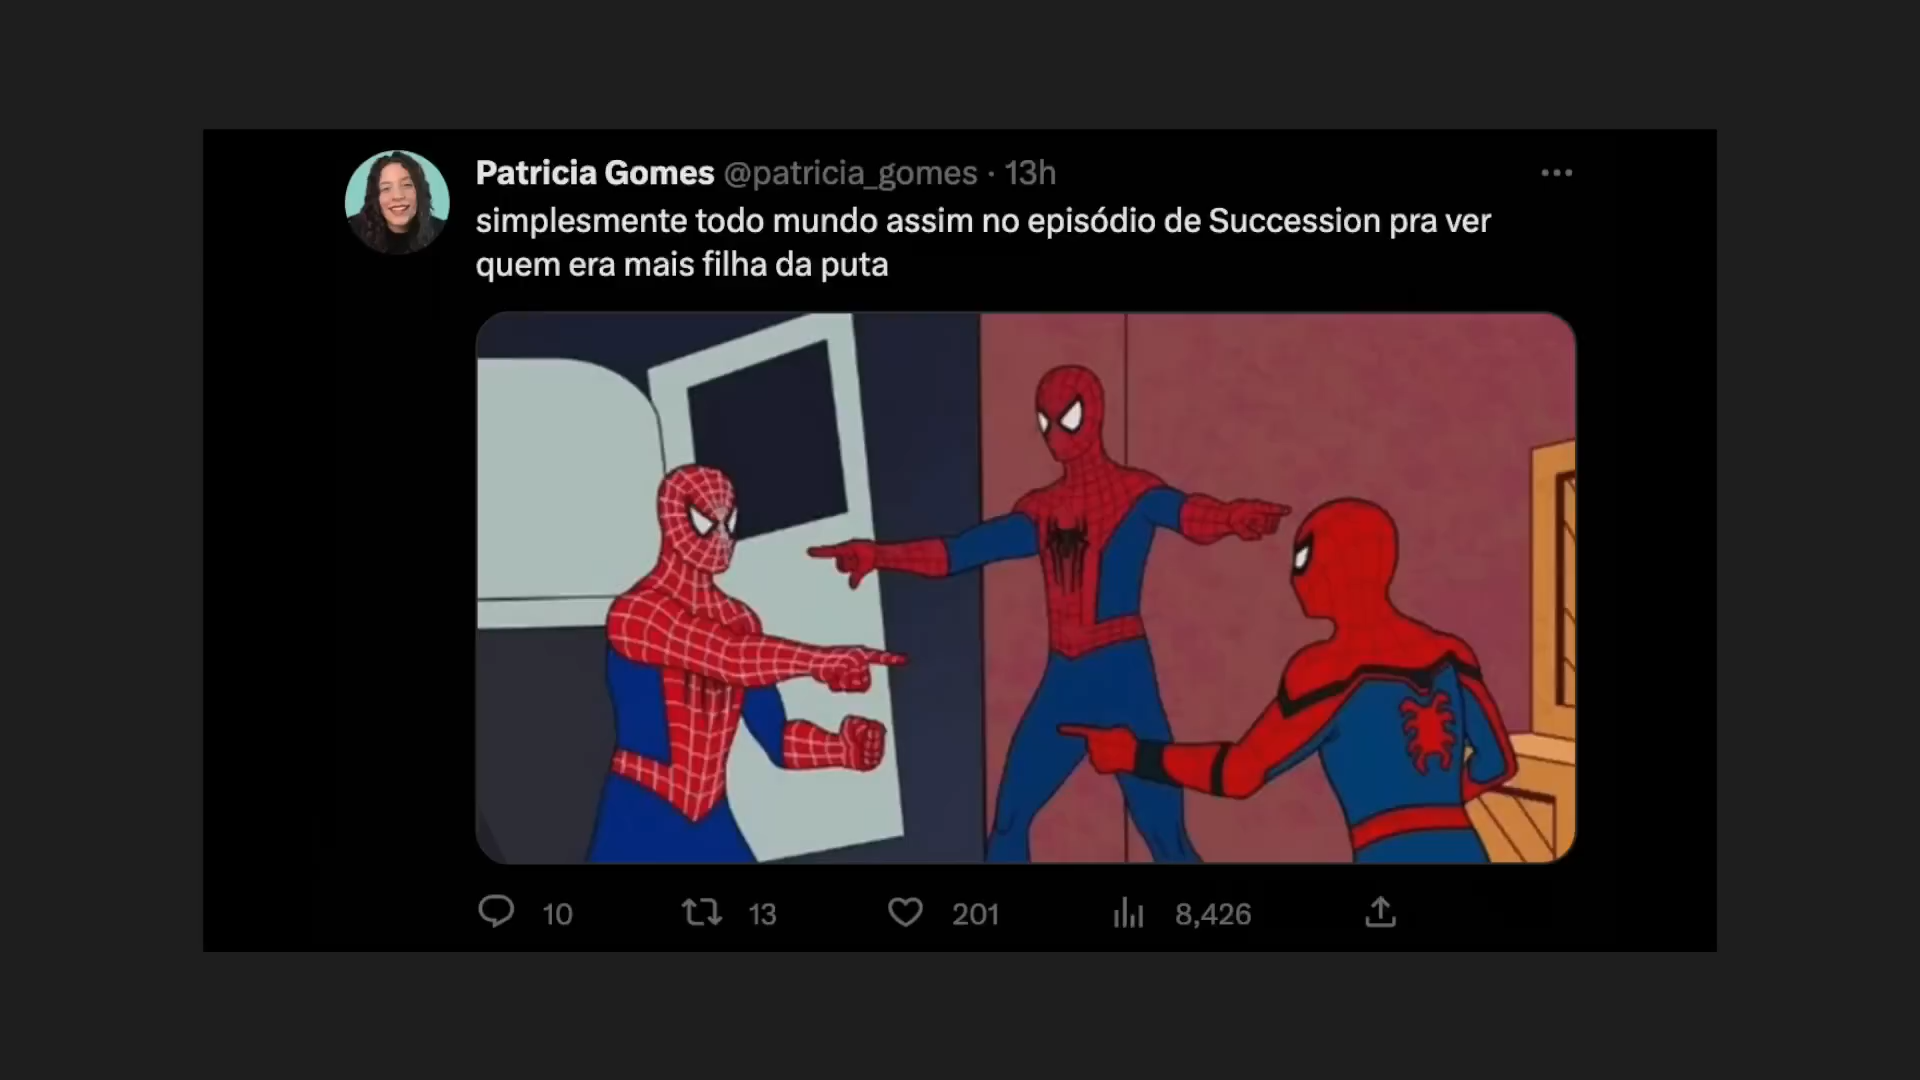 Patricia Gomes @patricia_gomes · 13h
simplesmente todo mundo assim no episódio de Succession pra ver
quem era mais filha da puta
10 13 201 8,426